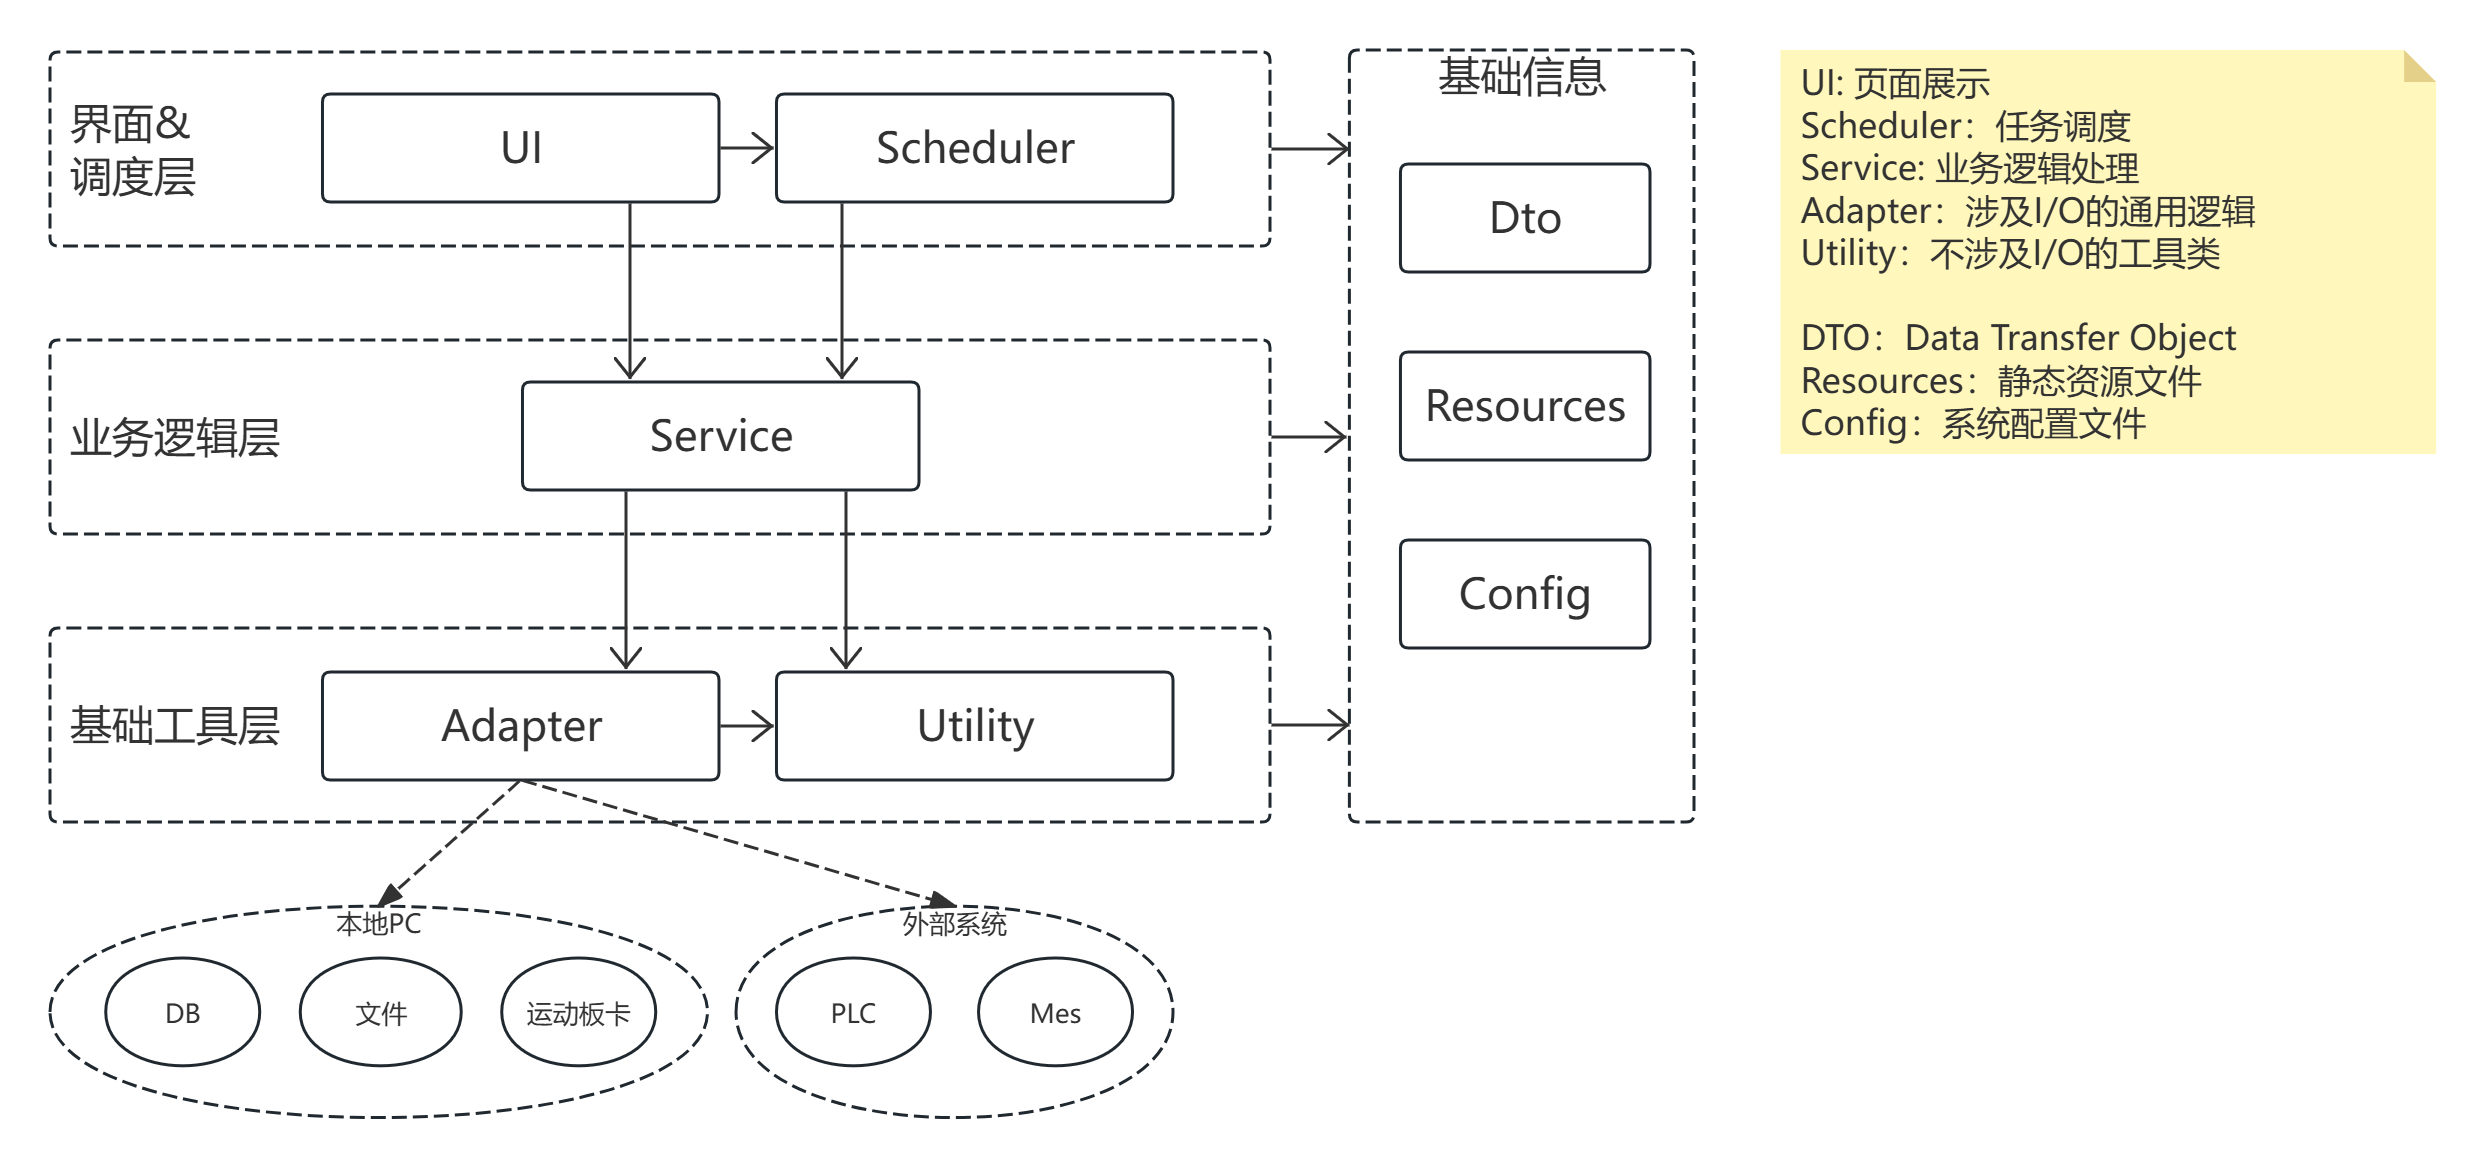 界面&
调度层
UI
Scheduler
业务逻辑层
Service
基础工具层
Adapter
Utility
基础信息
Dto
Resources
Config
本地PC
DB
文件
运动板卡
外部系统
PLC
Mes
UI: 页面展示
Scheduler：任务调度
Service: 业务逻辑处理
Adapter：涉及I/O的通用逻辑
Utility：不涉及I/O的工具类
DTO：Data Transfer Object
Resources：静态资源文件
Config：系统配置文件